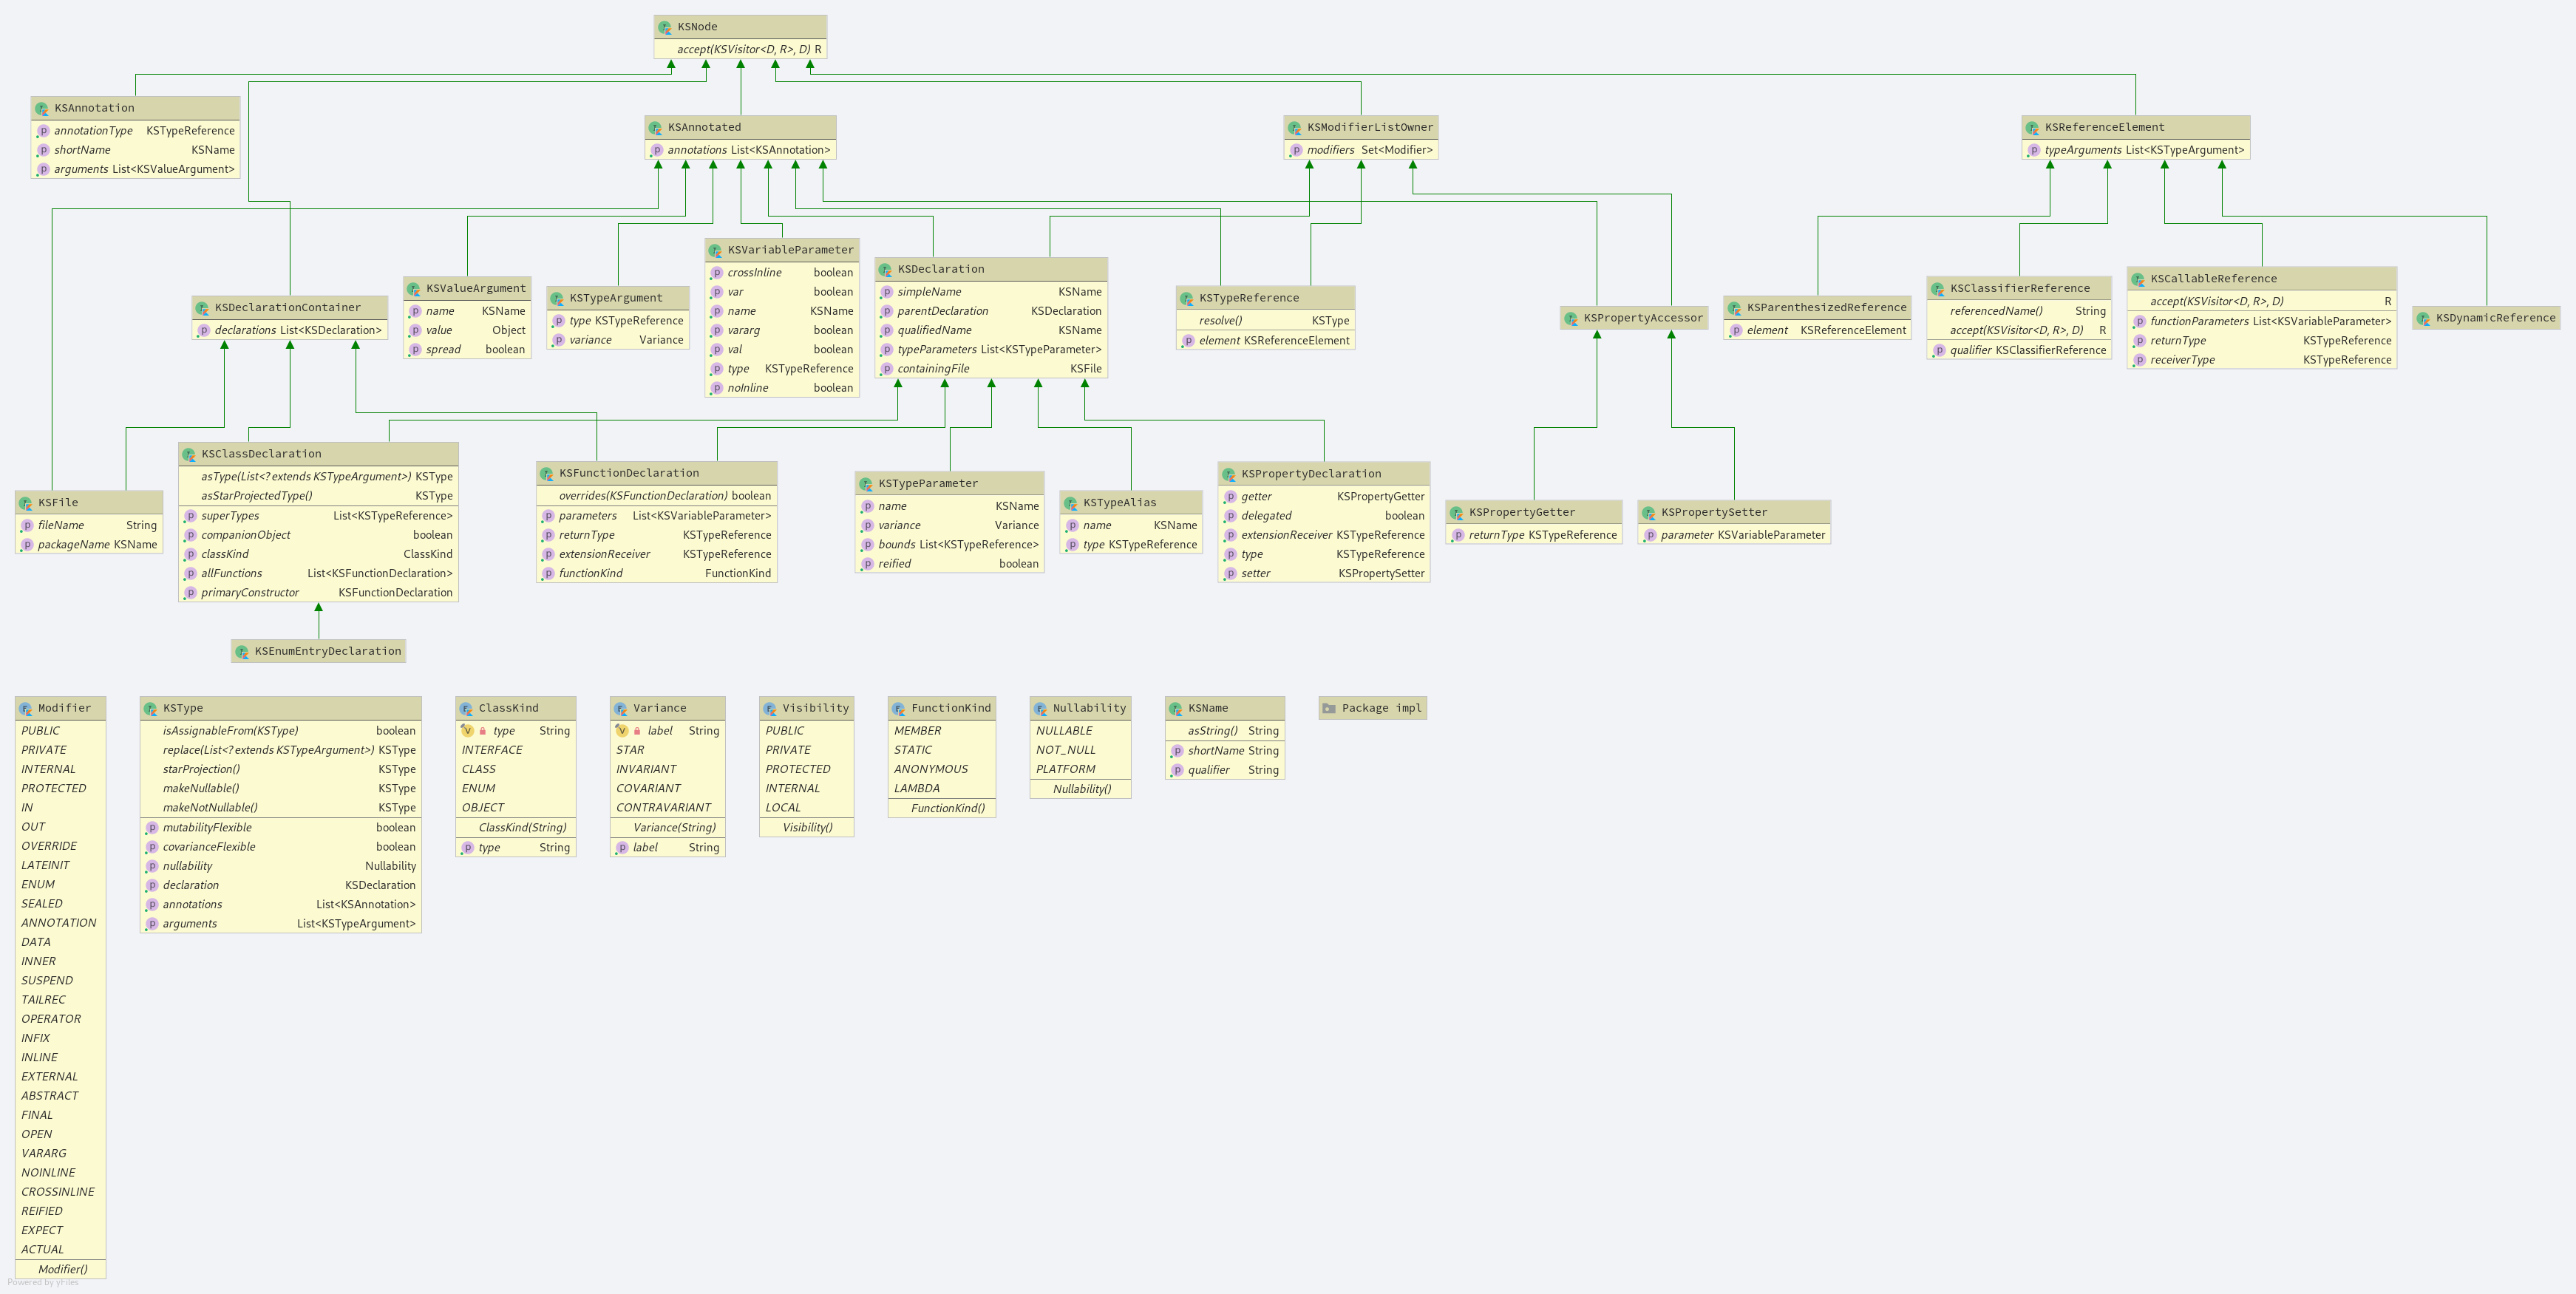 KSNode
accept(KSVisitor<D, R>, D) R
KSAnnotation
annotationType KSTypeReference
shortName KSName
arguments List<KSValueArgument>
KSAnnotated
annotations List<KSAnnotation>
KSModifierListOwner
modifiers Set<Modifier>
KSReferenceElement
typeArguments List<KSTypeArgument>
KSDeclarationContainer
declarations List<KSDeclaration>
KSValueArgument
name KSName
value Object
spread boolean
KSTypeArgument
type KSTypeReference
variance Variance
KSVariableParameter
crossInline boolean
var boolean
name KSName
vararg boolean
val boolean
type KSTypeReference
noInline boolean
KSDeclaration
simpleName KSName
parentDeclaration KSDeclaration
qualifiedName KSName
typeParameters List<KSTypeParameter>
containingFile KSFile
KSTypeReference
resolve() KSType
element KSReferenceElement
KSPropertyAccessor
KSParenthesizedReference
element KSReferenceElement
KSClassifierReference
referencedName() String
accept(KSVisitor<D, R>, D) R
qualifier KSClassifierReference
KSCallableReference
accept(KSVisitor<D, R>, D) R
functionParameters List<KSVariableParameter>
returnType KSTypeReference
receiverType KSTypeReference
KSDynamicReference
KSFile
fileName String
packageName KSName
KSClassDeclaration
asType(List<? extends KSTypeArgument>) KSType
asStarProjectedType() KSType
superTypes List<KSTypeReference>
companionObject boolean
classKind ClassKind
allFunctions List<KSFunctionDeclaration>
primaryConstructor KSFunctionDeclaration
KSFunctionDeclaration
overrides(KSFunctionDeclaration) boolean
parameters List<KSVariableParameter>
returnType KSTypeReference
extensionReceiver KSTypeReference
functionKind FunctionKind
KSTypeParameter
name KSName
variance Variance
bounds List<KSTypeReference>
reified boolean
KSTypeAlias
name KSName
type KSTypeReference
KSPropertyDeclaration
getter KSPropertyGetter
delegated boolean
extensionReceiver KSTypeReference
type KSTypeReference
setter KSPropertySetter
KSPropertyGetter
returnType KSTypeReference
KSPropertySetter
parameter KSVariableParameter
KSEnumEntryDeclaration
Modifier
PUBLIC
PRIVATE
INTERNAL
PROTECTED
IN
OUT
OVERRIDE
LATEINIT
ENUM
SEALED
ANNOTATION
DATA
INNER
SUSPEND
TAILREC
OPERATOR
INFIX
INLINE
EXTERNAL
ABSTRACT
FINAL
OPEN
VARARG
NOINLINE
CROSSINLINE
REIFIED
EXPECT
ACTUAL
Modifier()
KSType
isAssignableFrom(KSType) boolean
replace(List<? extends KSTypeArgument>) KSType
starProjection() KSType
makeNullable() KSType
makeNotNullable() KSType
mutabilityFlexible boolean
covarianceFlexible boolean
nullability Nullability
declaration KSDeclaration
annotations List<KSAnnotation>
arguments List<KSTypeArgument>
ClassKind
type String
INTERFACE
CLASS
ENUM
OBJECT
ClassKind(String)
type String
Variance
label String
STAR
INVARIANT
COVARIANT
CONTRAVARIANT
Variance(String)
label String
Visibility
PUBLIC
PRIVATE
PROTECTED
INTERNAL
LOCAL
Visibility()
FunctionKind
MEMBER
STATIC
ANONYMOUS
LAMBDA
FunctionKind()
Nullability
NULLABLE
NOT_NULL
PLATFORM
Nullability()
KSName
asString() String
shortName String
qualifier String
Package impl
Powered by yFiles